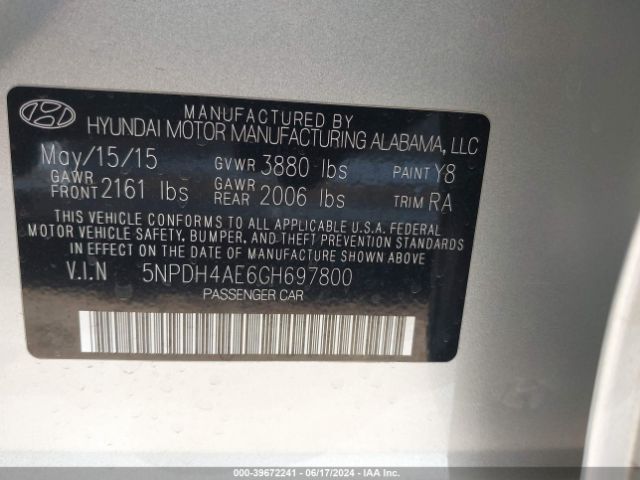 MANUFACTURED BY
HYUNDAI MOTOR MANUFACTURING ALABAMA, LLC
May/15/15 GVWR 3880 lbs PAINT Y8
GAWR FRONT 2161 lbs GAWR REAR 2006 lbs TRIM RA
THIS VEHICLE CONFORMS TO ALL APPLICABLE U.S.A. FEDERAL
MOTOR VEHICLE SAFETY, BUMPER, AND THEFT PREVENTION STANDARDS
IN EFFECT ON THE DATE OF MANUFACTURE SHOWN ABOVE
V.I.N 5NPDH4AE6GH697800
PASSENGER CAR
000-39672241 - 06/17/2024 - IAA Inc.